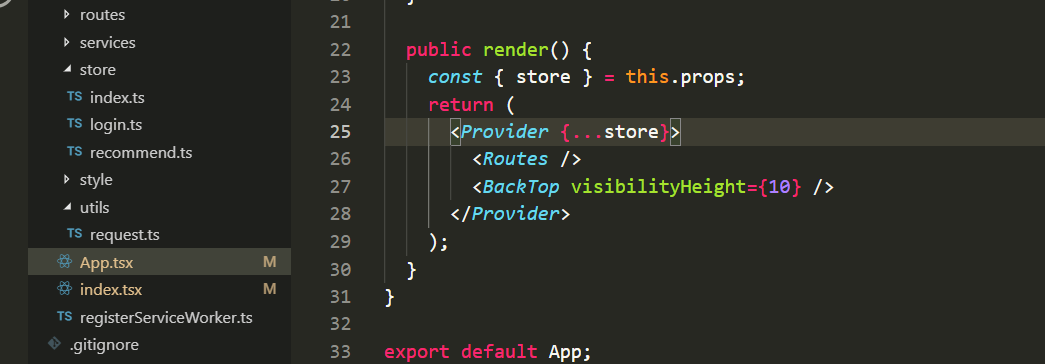 routes
services
store
TS index.ts
TS login.ts
TS recommend.ts
style
utils
TS request.ts
App.tsx M
index.tsx M
TS registerServiceWorker.ts
.gitignore
21
22 public render() {
23 const { store } = this.props;
24 return (
25 <Provider {...store}>
26 <Routes />
27 <BackTop visibilityHeight={10} />
28 </Provider>
29 );
30 }
31 }
32
33 export default App;